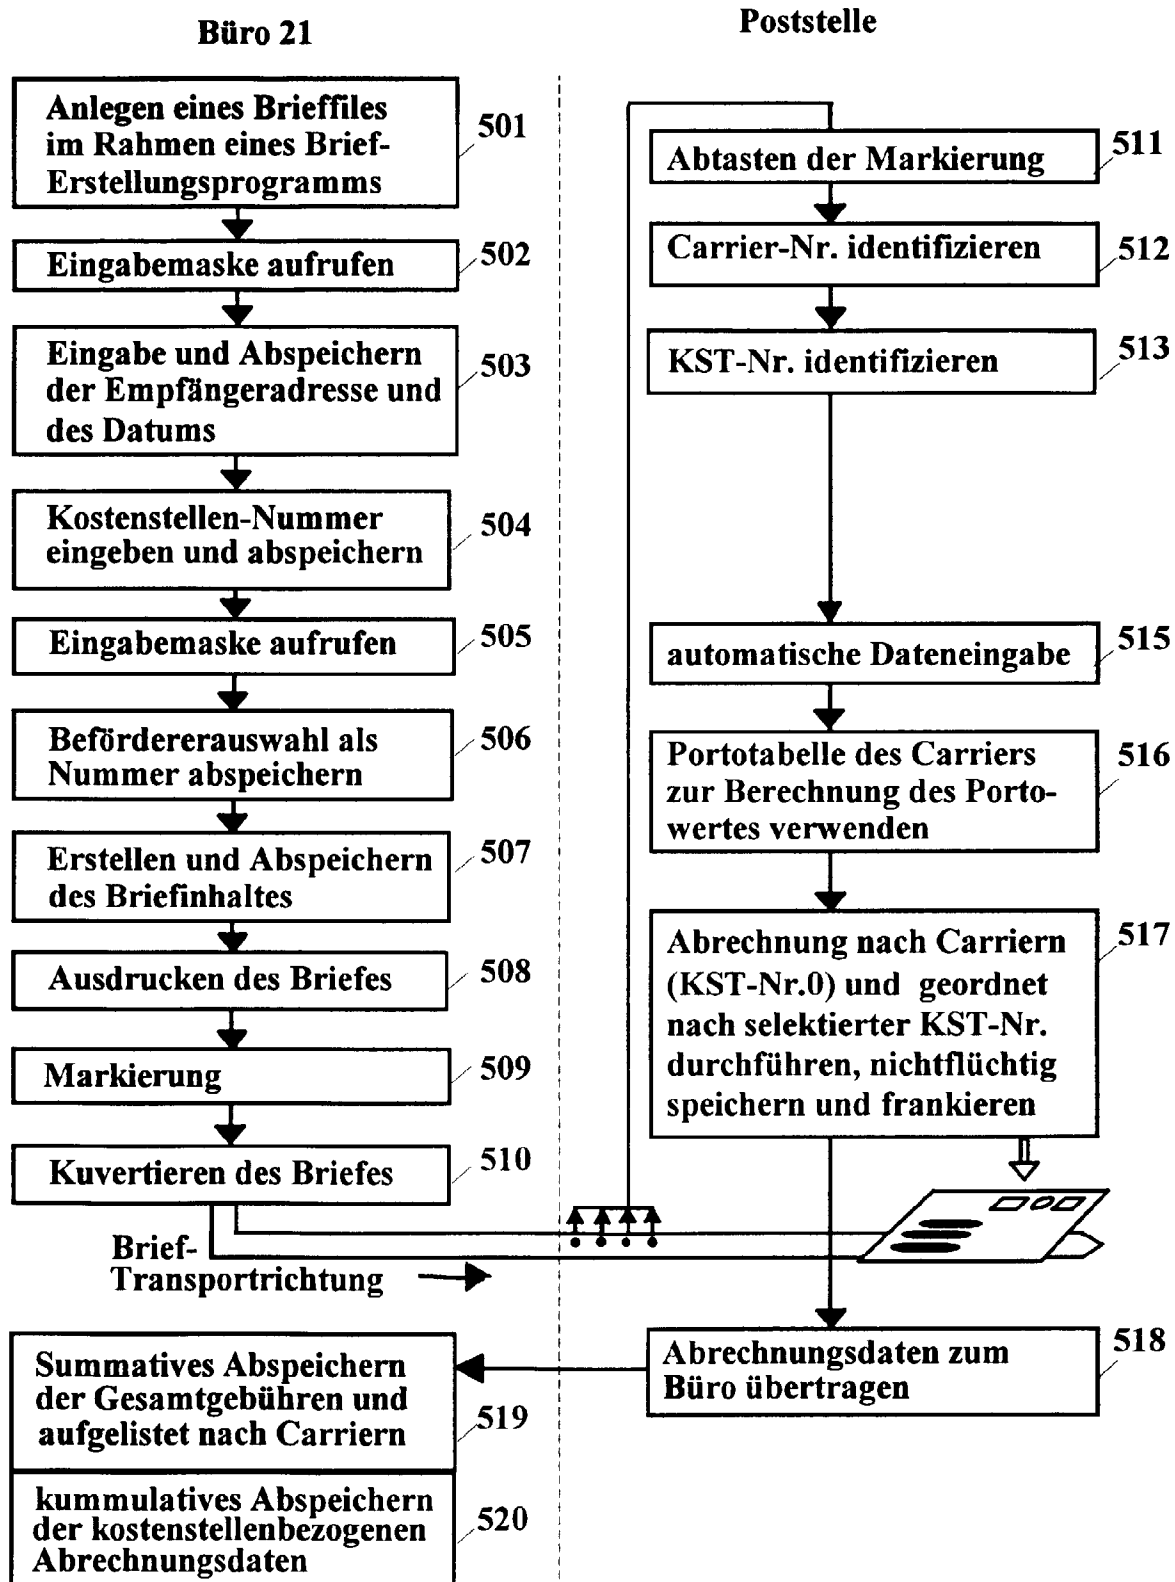 Büro 21
Anlegen eines Brieffiles
im Rahmen eines Brief-
Erstellungsprogramms
501
Eingabemaske aufrufen
502
Eingabe und Abspeichern
der Empfängeradresse und
des Datums
503
Kostenstellen-Nummer
eingeben und abspeichern
504
Eingabemaske aufrufen
505
Befördererauswahl als
Nummer abspeichern
506
Erstellen und Abspeichern
des Briefinhaltes
507
Ausdrucken des Briefes
508
Markierung
509
Kuvertieren des Briefes
510
Brief-
Transportrichtung
Poststelle
Abtasten der Markierung
511
Carrier-Nr. identifizieren
512
KST-Nr. identifizieren
513
automatische Dateneingabe
515
Portotabelle des Carriers
zur Berechnung des Porto-
wertes verwenden
516
Abrechnung nach Carriern
(KST-Nr.0) und geordnet
nach selektierter KST-Nr.
durchführen, nichtflüchtig
speichern und frankieren
517
Abrechnungsdaten zum
Büro übertragen
518
Summatives Abspeichern
der Gesamtgebühren und
aufgelistet nach Carriern
519
kummulatives Abspeichern
der kostenstellenbezogenen
Abrechnungsdaten
520